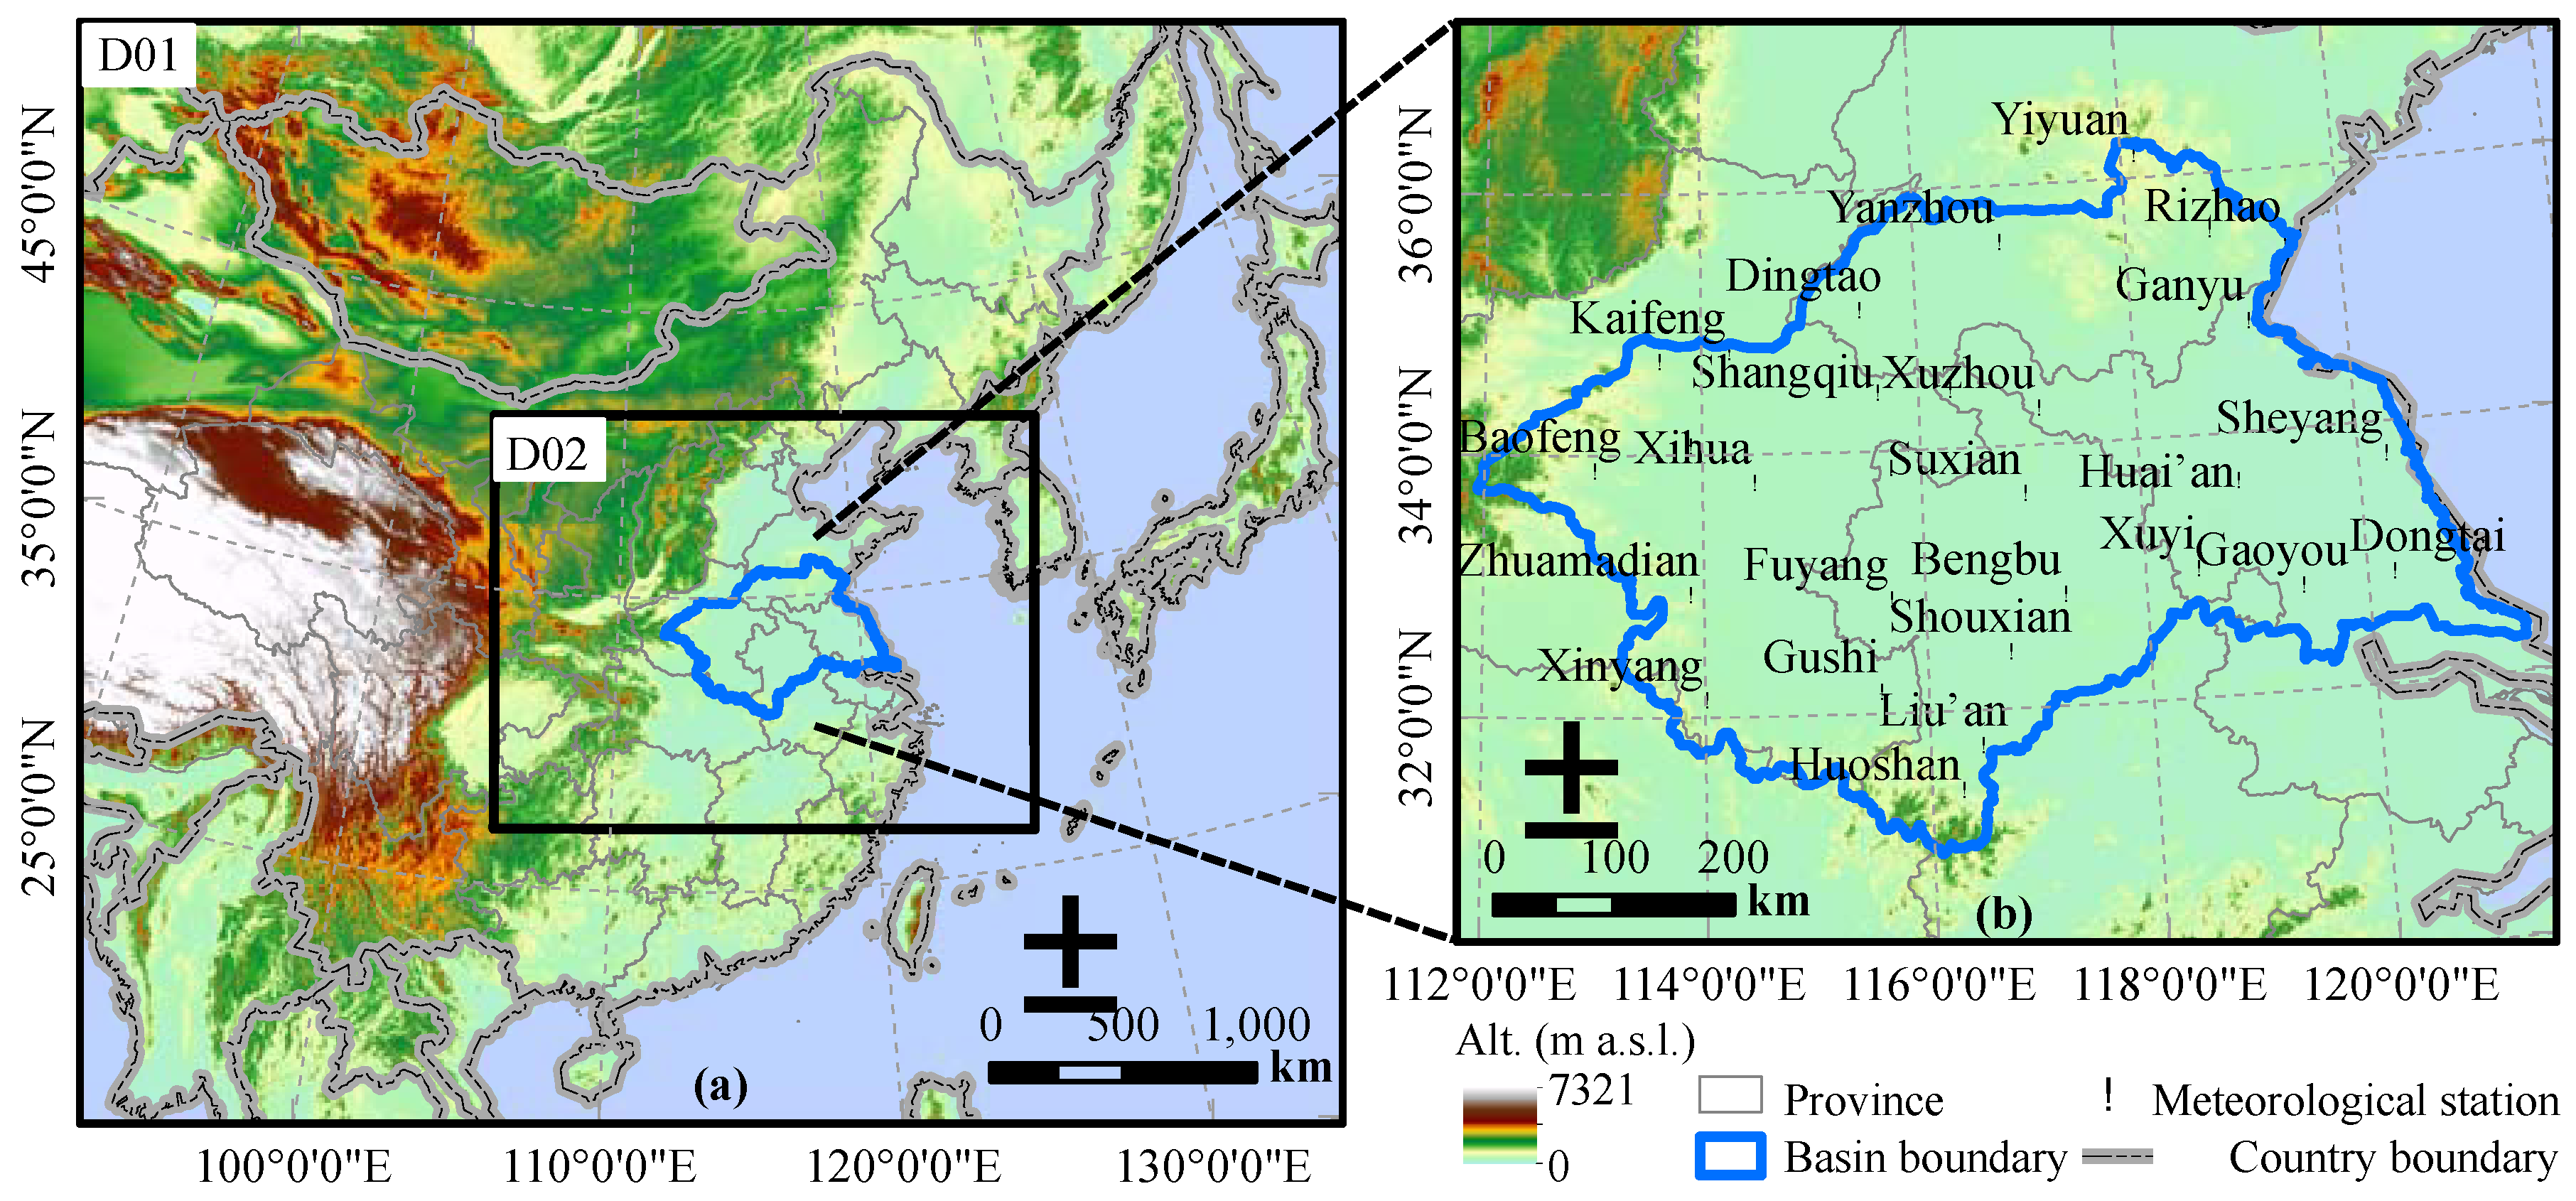 D01
D02
45°0'0"N
35°0'0"N
25°0'0"N
100°0'0"E
110°0'0"E
120°0'0"E
130°0'0"E
0
500
1,000
km
(a)
36°0'0"N
34°0'0"N
32°0'0"N
Yiyuan
Yanzhou
Rizhao
Dingtao
Ganyu
Kaifeng
Shangqiu
Xuzhou
Sheyang
Baofeng
Xihua
Suxian
Huai’an
Xuyi
Gaoyou
Dongtai
Zhuamadian
Fuyang
Bengbu
Shouxian
Xinyang
Gushi
Liu’an
Huoshan
0
100
200
km
(b)
112°0'0"E
114°0'0"E
116°0'0"E
118°0'0"E
120°0'0"E
Alt. (m a.s.l.)
7321
0
Province
! Meteorological station
Basin boundary
Country boundary